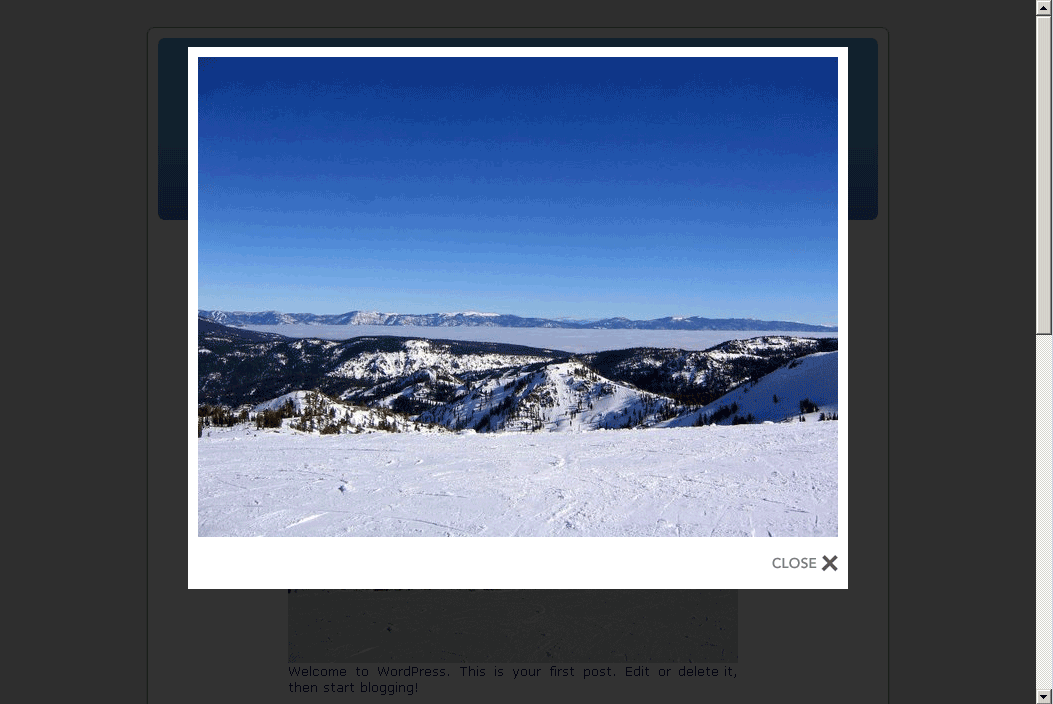 CLOSE
Welcome to WordPress. This is your first post. Edit or delete it,
then start blogging!